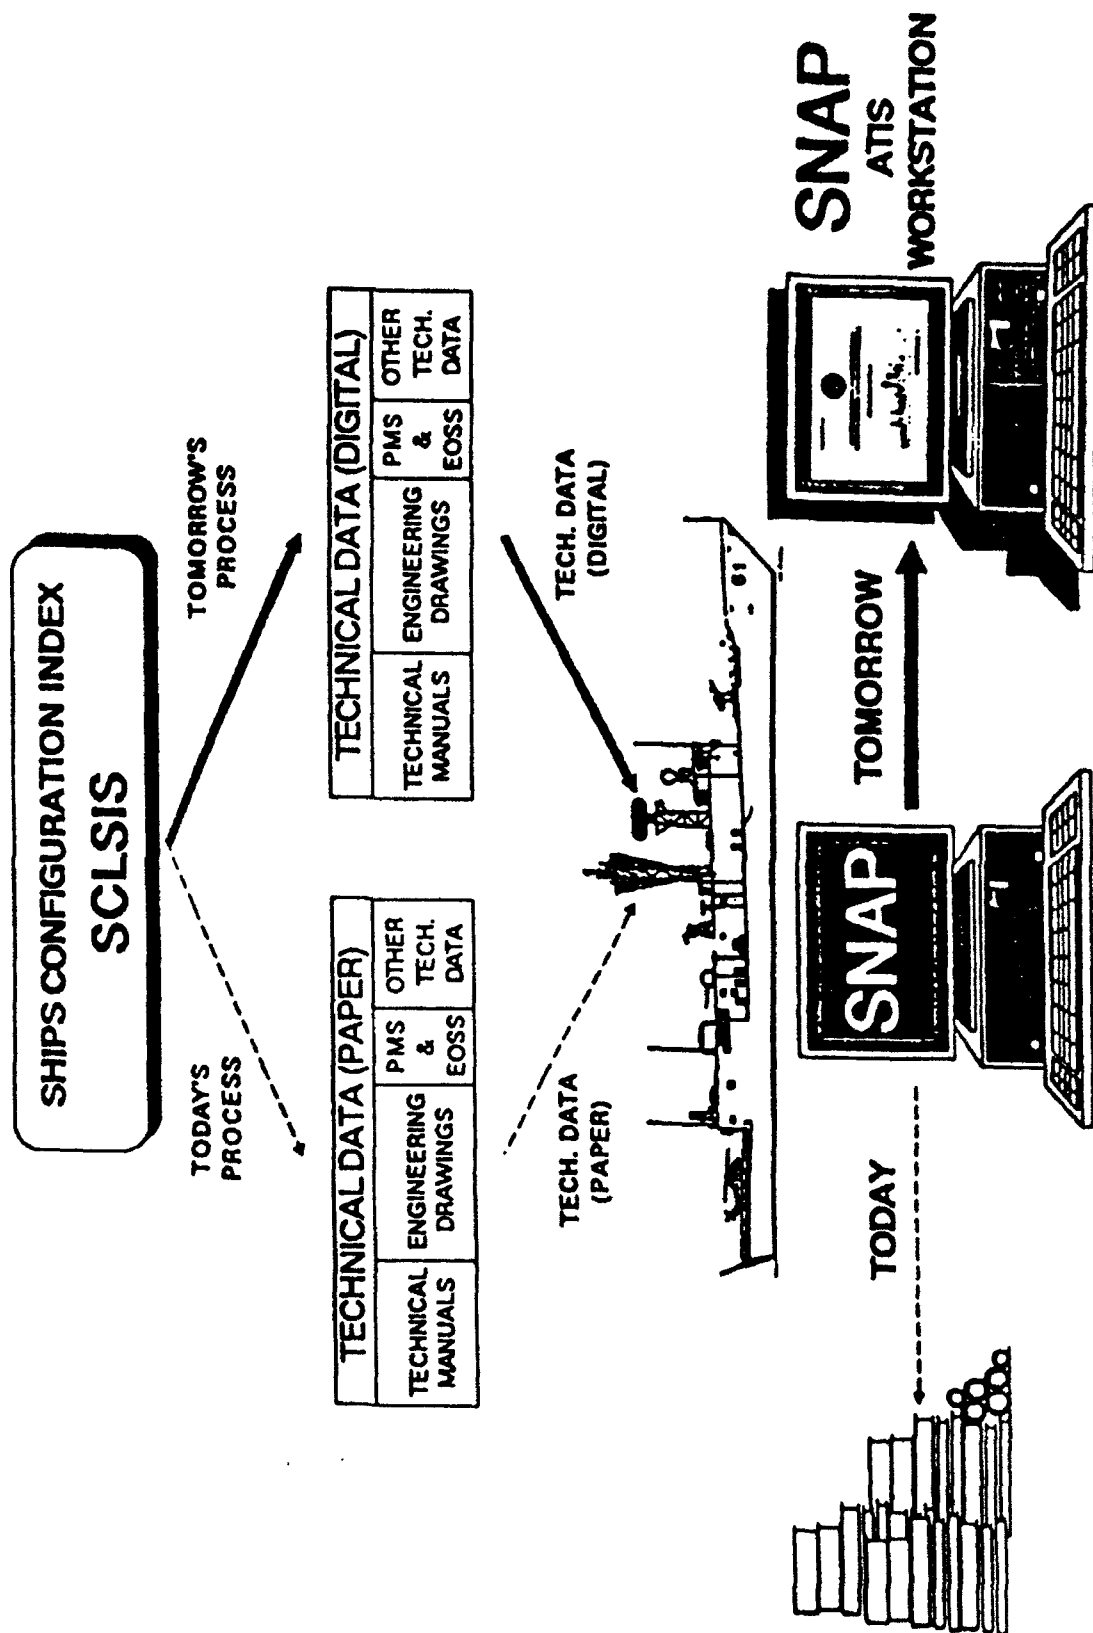 SHIPS CONFIGURATION INDEX
SCLSIS
TODAY'S
PROCESS
TOMORROW'S
PROCESS
TECHNICAL DATA (PAPER)
TECHNICAL
MANUALS
ENGINEERING
DRAWINGS
PMS
&
EOSS
OTHER
TECH.
DATA
TECHNICAL DATA (DIGITAL)
TECHNICAL
MANUALS
ENGINEERING
DRAWINGS
PMS
&
EOSS
OTHER
TECH.
DATA
TECH. DATA
(PAPER)
TECH. DATA
(DIGITAL)
61
TODAY
SNAP
TOMORROW
SNAP
ATIS
WORKSTATION